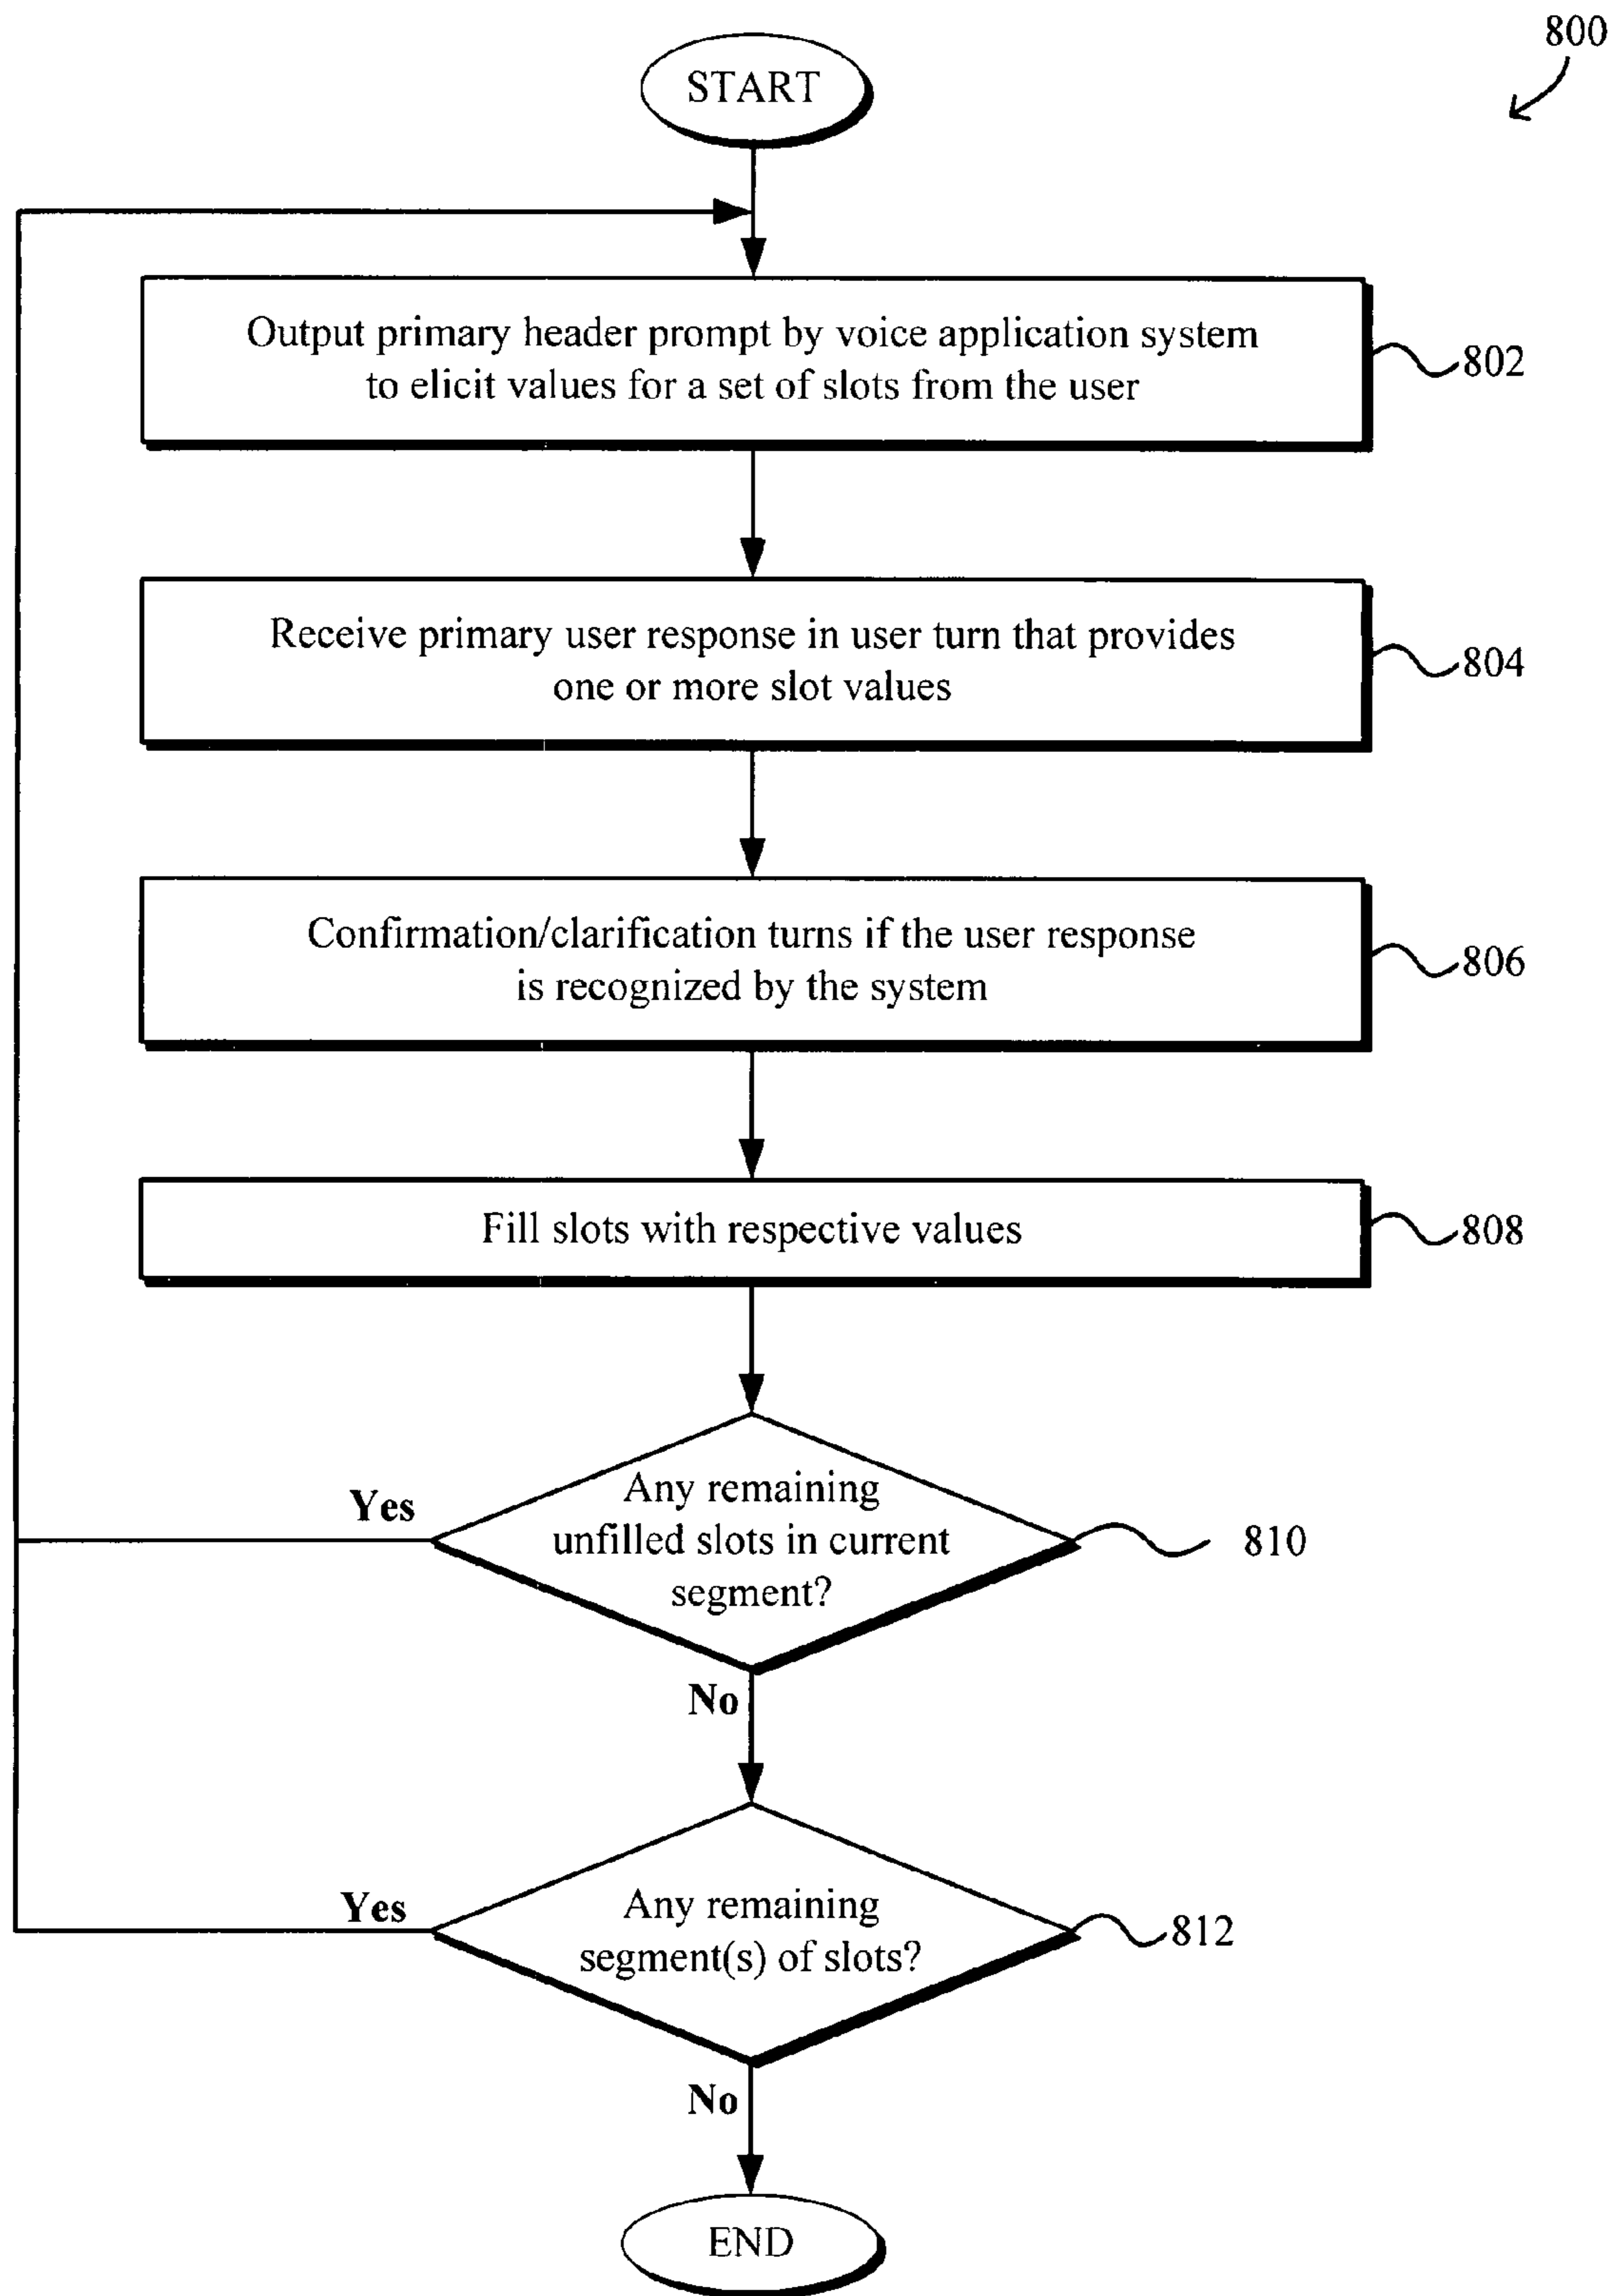 800
START
Output primary header prompt by voice application system
to elicit values for a set of slots from the user
802
Receive primary user response in user turn that provides
one or more slot values
804
Confirmation/clarification turns if the user response
is recognized by the system
806
Fill slots with respective values
808
Any remaining
unfilled slots in current
segment?
Yes
810
No
Any remaining
segment(s) of slots?
Yes
812
No
END